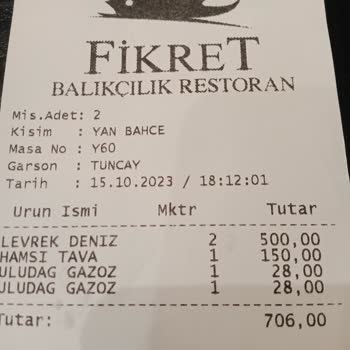 FİKRET
BALIKÇILIK RESTORAN
Mis.Adet: 2
Kisim : YAN BAHCE
Masa No : Y60
Garson : TUNCAY
Tarih : 15.10.2023 / 18:12:01
Urun Ismi Mktr Tutar
LEVREK DENIZ 2 500,00
HAMSI TAVA 1 150,00
ULUDAG GAZOZ 1 28,00
ULUDAG GAZOZ 1 28,00
Tutar: 706,00